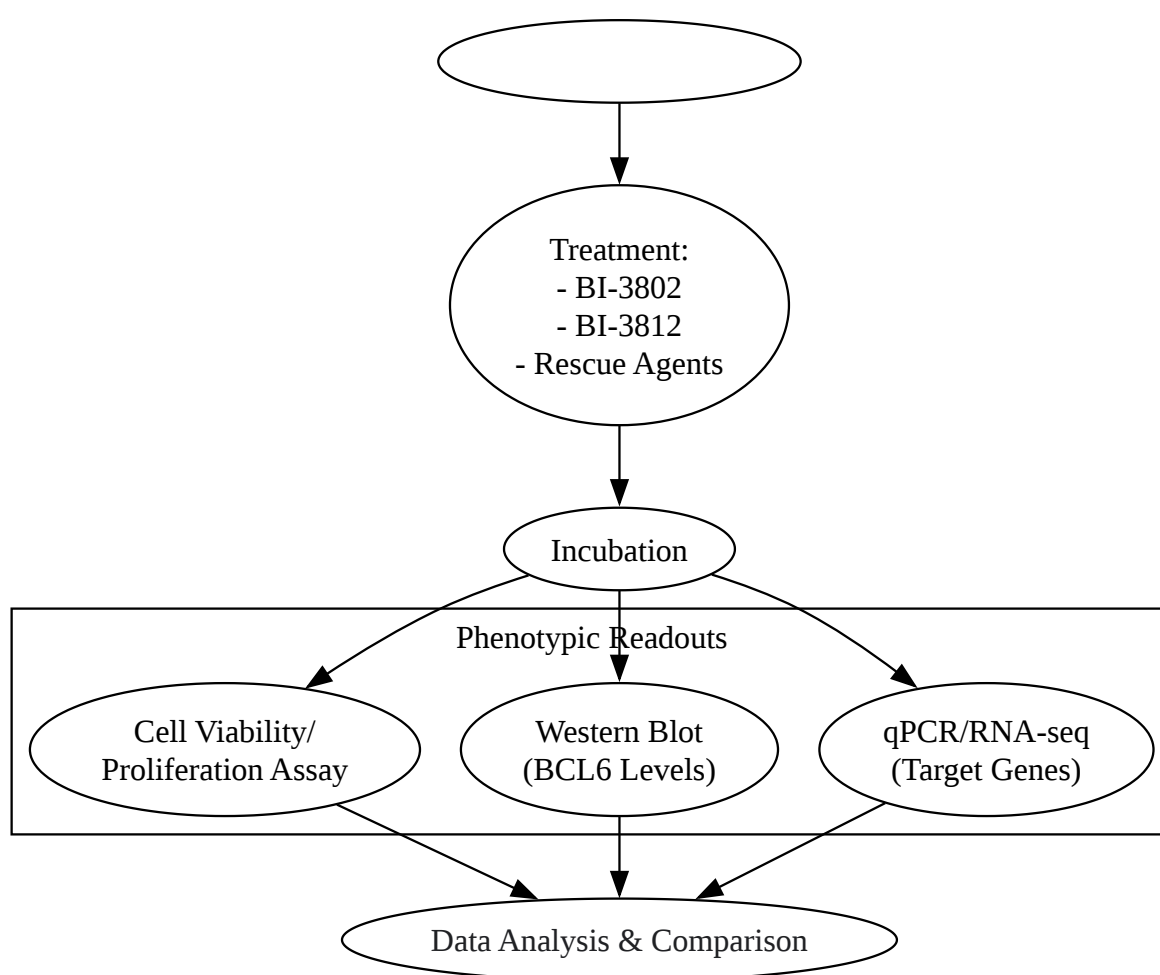 Treatment:
- BI-3802
- BI-3812
- Rescue Agents
Incubation
Phenotypic Readouts
Cell Viability/
Proliferation Assay
Western Blot
(BCL6 Levels)
qPCR/RNA-seq
(Target Genes)
Data Analysis & Comparison